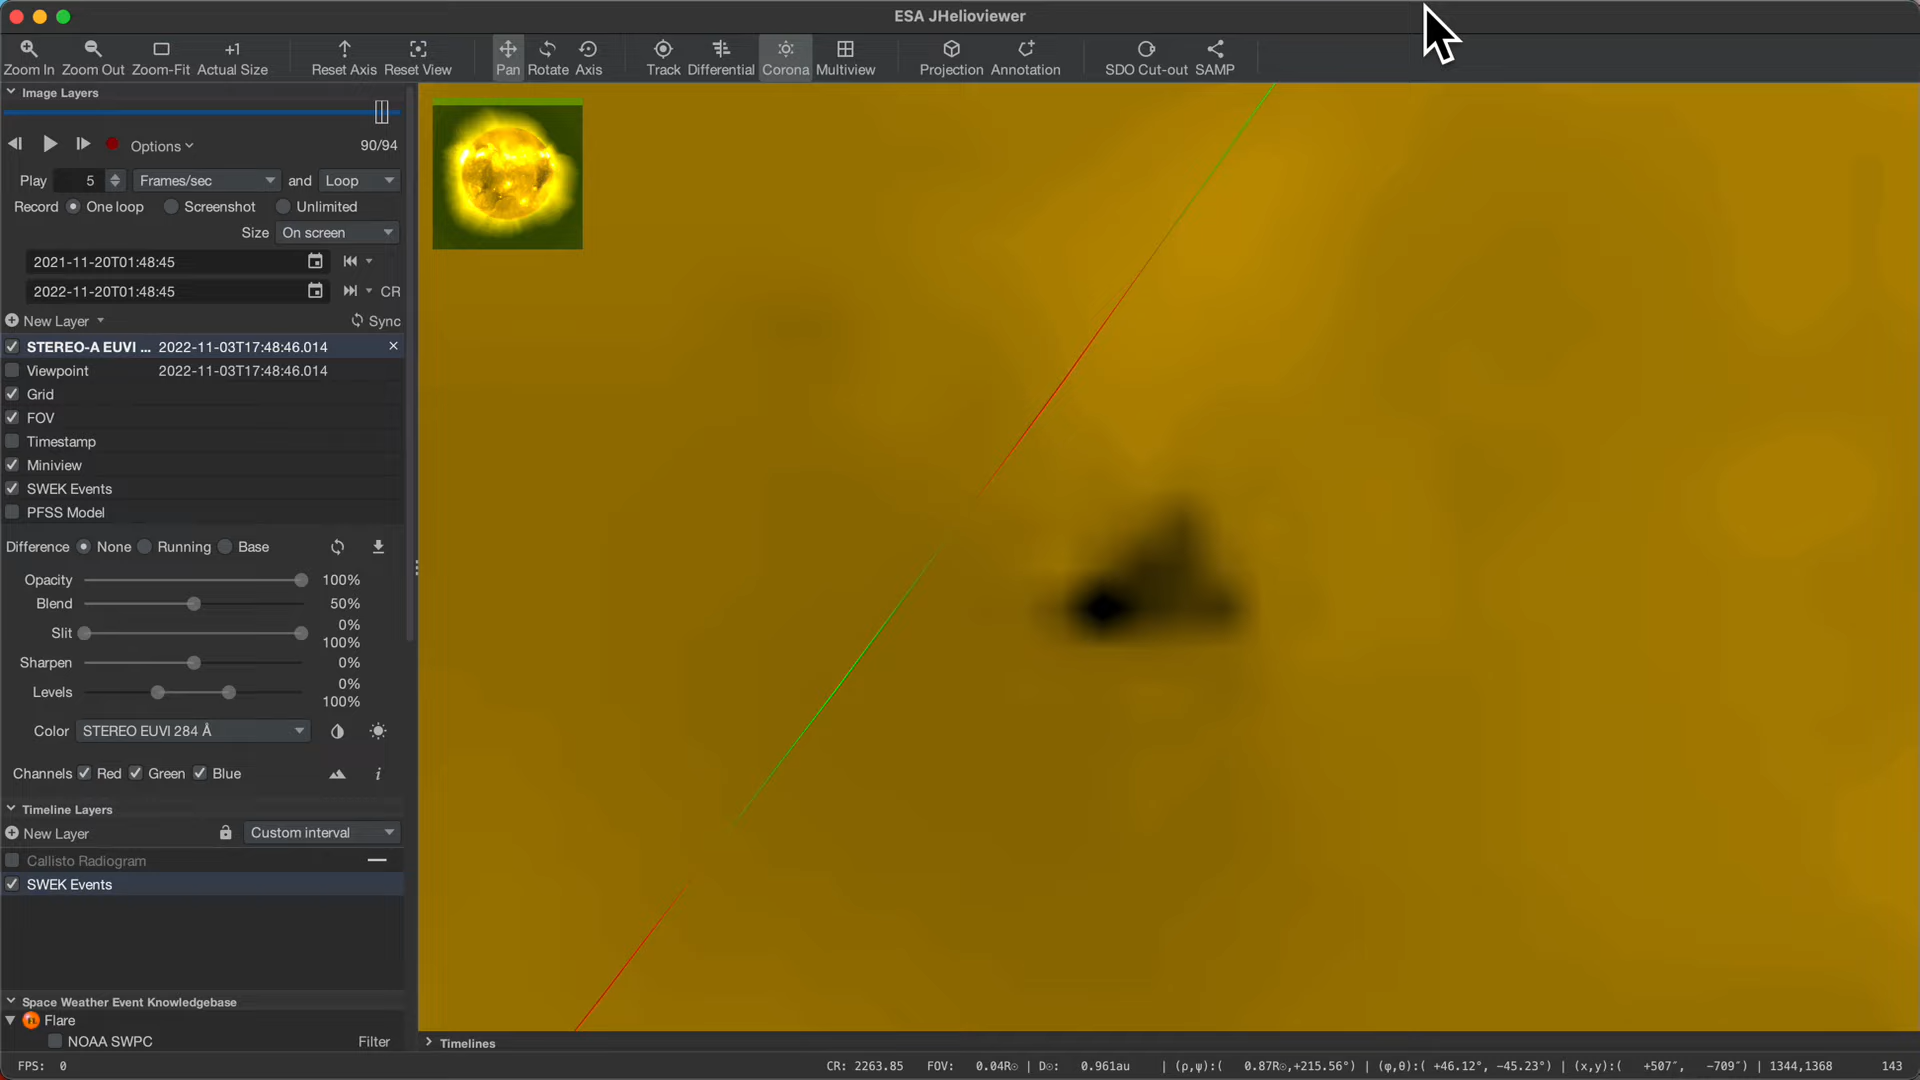 ESA JHelioviewer
Zoom In Zoom Out Zoom-Fit +1 Actual Size Reset Axis Reset View Pan Rotate Axis Track Differential Corona Multiview Projection Annotation SDO Cut-out SAMP
Image Layers
Options 90/94
Play 5 Frames/sec and Loop
Record One loop Screenshot Unlimited
Size On screen
2021-11-20T01:48:45
2022-11-20T01:48:45 CR
New Layer Sync
STEREO-A EUVI ... 2022-11-03T17:48:46.014
Viewpoint 2022-11-03T17:48:46.014
Grid
FOV
Timestamp
Miniview
SWEK Events
PFSS Model
Difference None Running Base
Opacity 100%
Blend 50%
Slit 0%
100%
Sharpen 0%
Levels 0%
100%
Color STEREO EUVI 284 Å
Channels Red Green Blue i
Timeline Layers
New Layer Custom interval
Callisto Radiogram
SWEK Events
Space Weather Event Knowledgebase
FL Flare
NOAA SWPC Filter
Timelines
FPS: 0 CR: 2263.85 FOV: 0.04R☉ | D☉: 0.961au | (ρ,ψ):( 0.87R☉,+215.56°) | (φ,θ):( +46.12°, -45.23°) | (x,y):( +507″, -709″) | 1344,1368 143